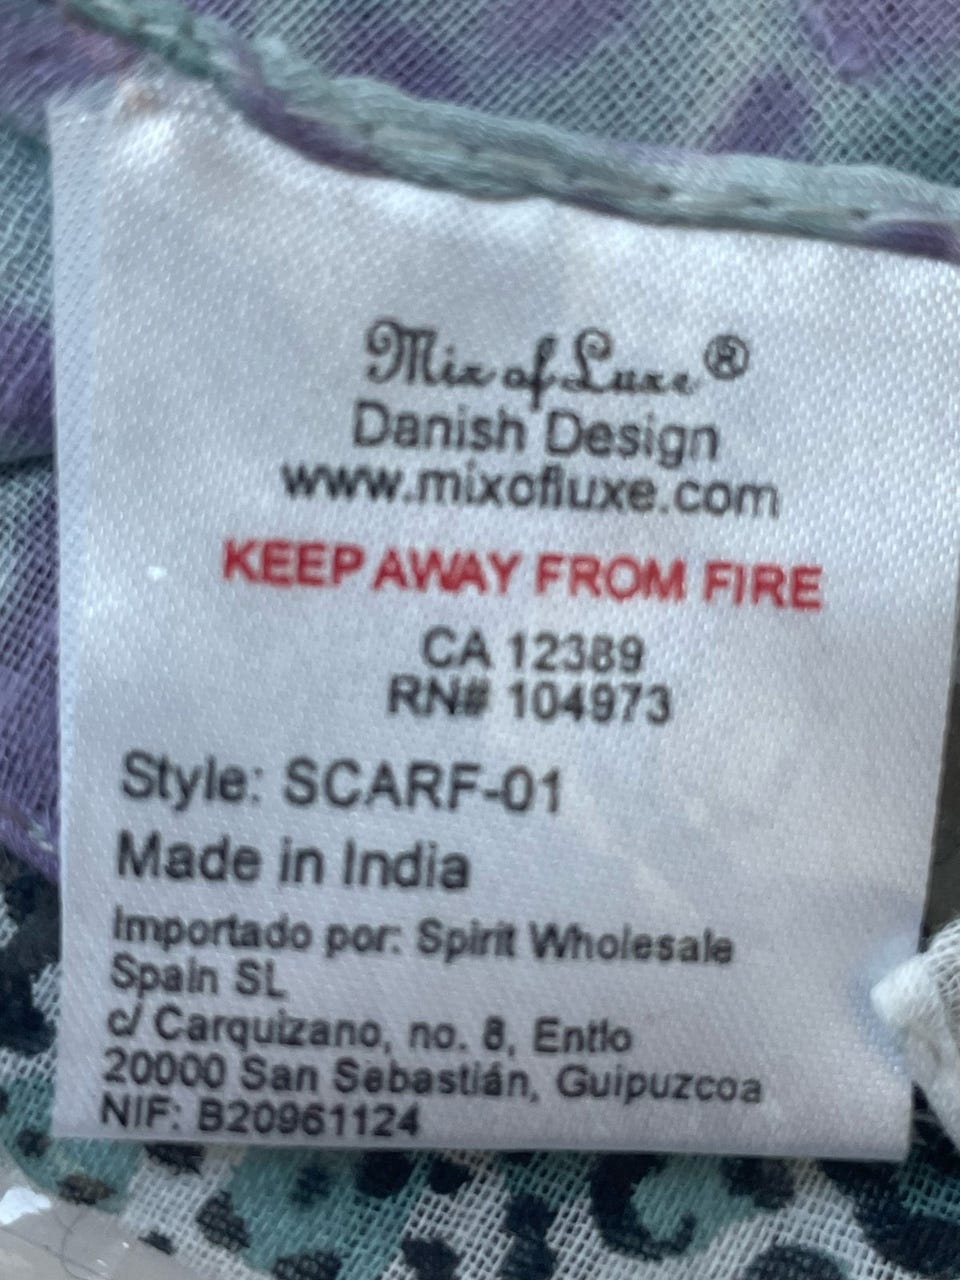 Mix of Luxe®
Danish Design
www.mixofluxe.com
KEEP AWAY FROM FIRE
CA 12389
RN# 104973
Style: SCARF-01
Made in India
Importado por: Spirit Wholesale
Spain SL
c/ Carquizano, no. 8, Entlo
20000 San Sebastián, Guipuzcoa
NIF: B20961124